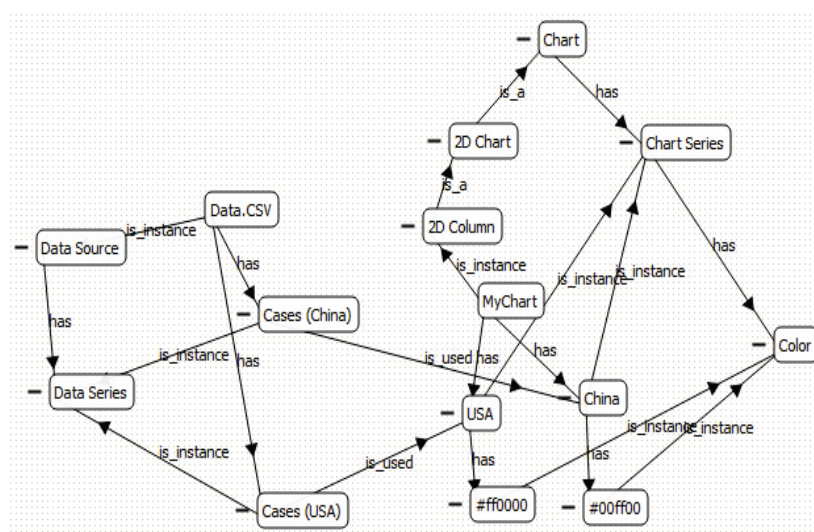 Chart
is_a
has
2D Chart
Chart Series
is_a
Data.CSV
is_instance
2D Column
has
Data Source
has
is_instance
is_instance
is_instance
MyChart
has
Cases (China)
has
is_instance
is_used
has
has
Color
Data Series
USA
China
is_instance
is_instance
is_instance
is_used
has
has
Cases (USA)
#ff0000
#00ff00